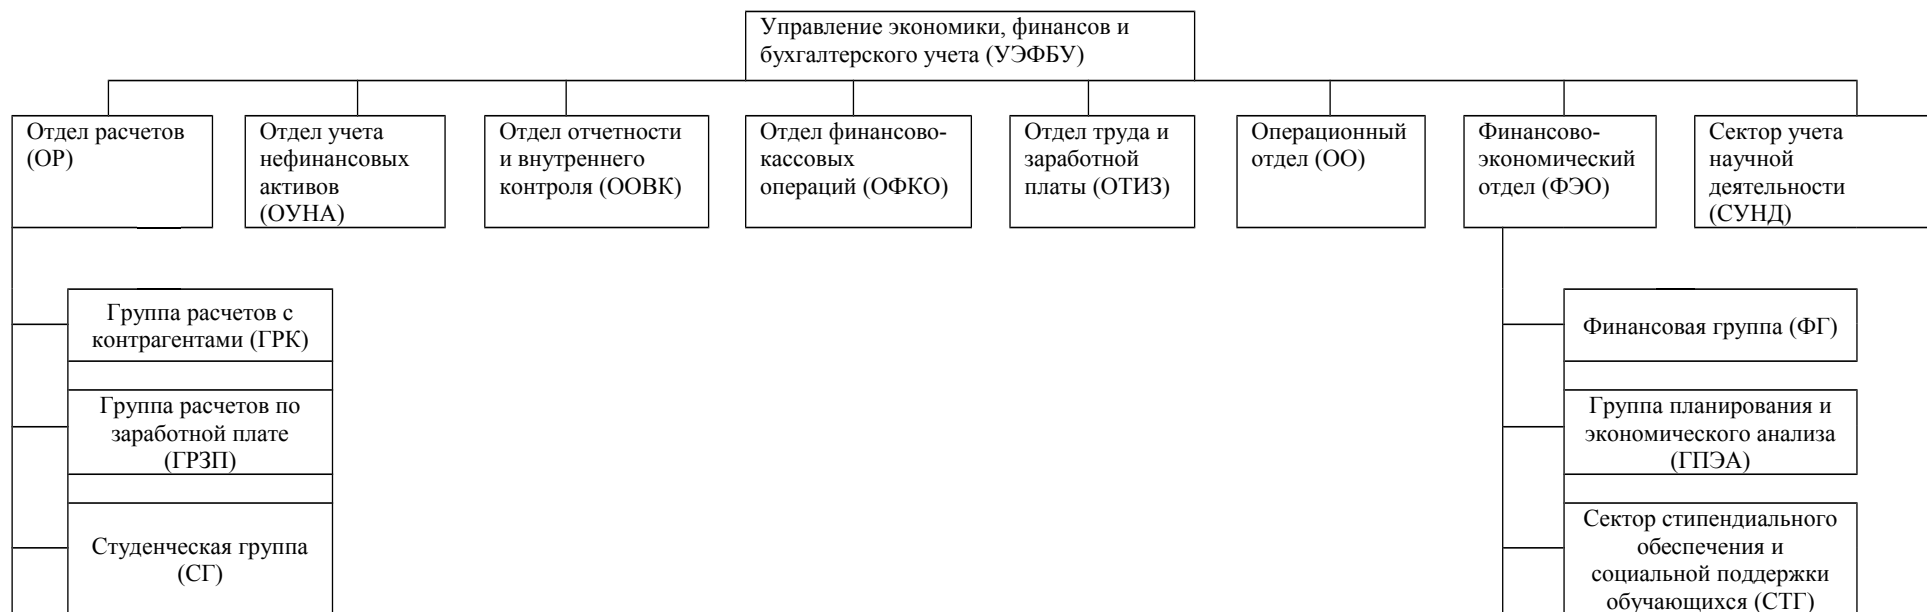 Управление экономики, финансов и
бухгалтерского учета (УЭФБУ)
Отдел расчетов
(ОР)
Отдел учета
нефинансовых
активов
(ОУНА)
Отдел отчетности
и внутреннего
контроля (ООВК)
Отдел финансово-
кассовых
операций (ОФКО)
Отдел труда и
заработной
платы (ОТИЗ)
Операционный
отдел (ОО)
Финансово-
экономический
отдел (ФЭО)
Сектор учета
научной
деятельности
(СУНД)
Группа расчетов с
контрагентами (ГРК)
Группа расчетов по
заработной плате
(ГРЗП)
Студенческая группа
(СГ)
Финансовая группа (ФГ)
Группа планирования и
экономического анализа
(ГПЭА)
Сектор стипендиального
обеспечения и
социальной поддержки
обучающихся (СТГ)